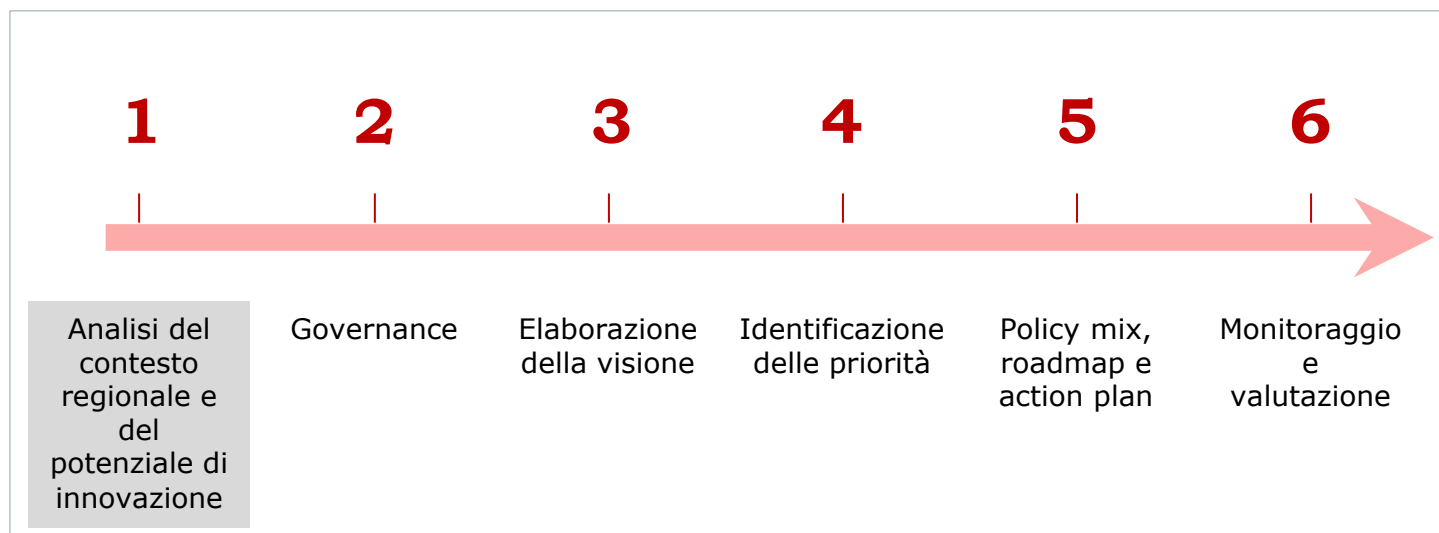 1 2 3 4 5 6
Analisi del
contesto
regionale e
del
potenziale di
innovazione
Governance
Elaborazione
della visione
Identificazione
delle priorità
Policy mix,
roadmap e
action plan
Monitoraggio
e
valutazione